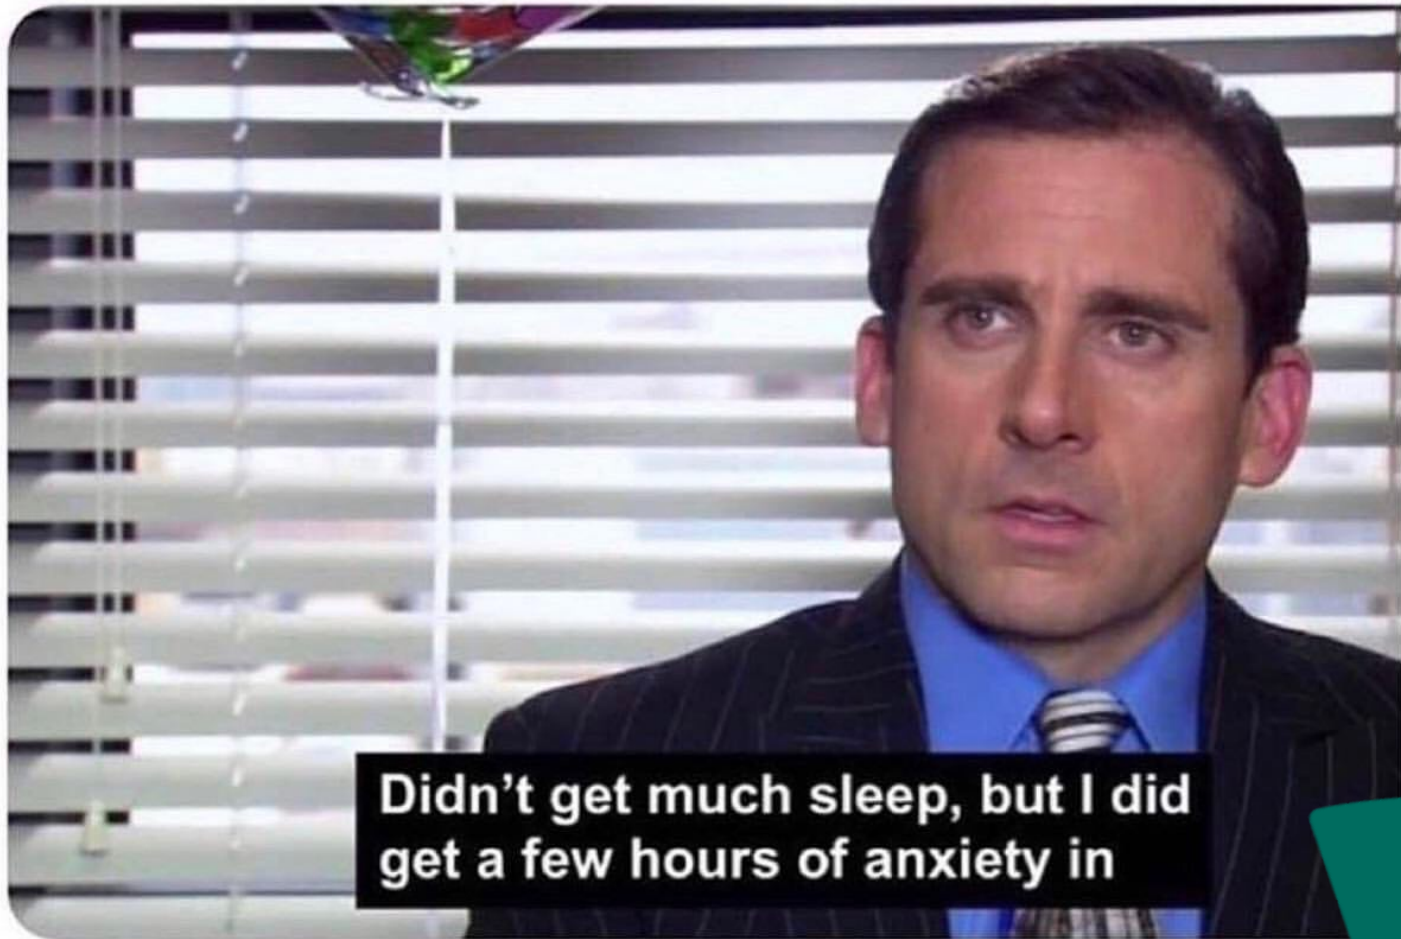 Didn’t get much sleep, but I did
get a few hours of anxiety in